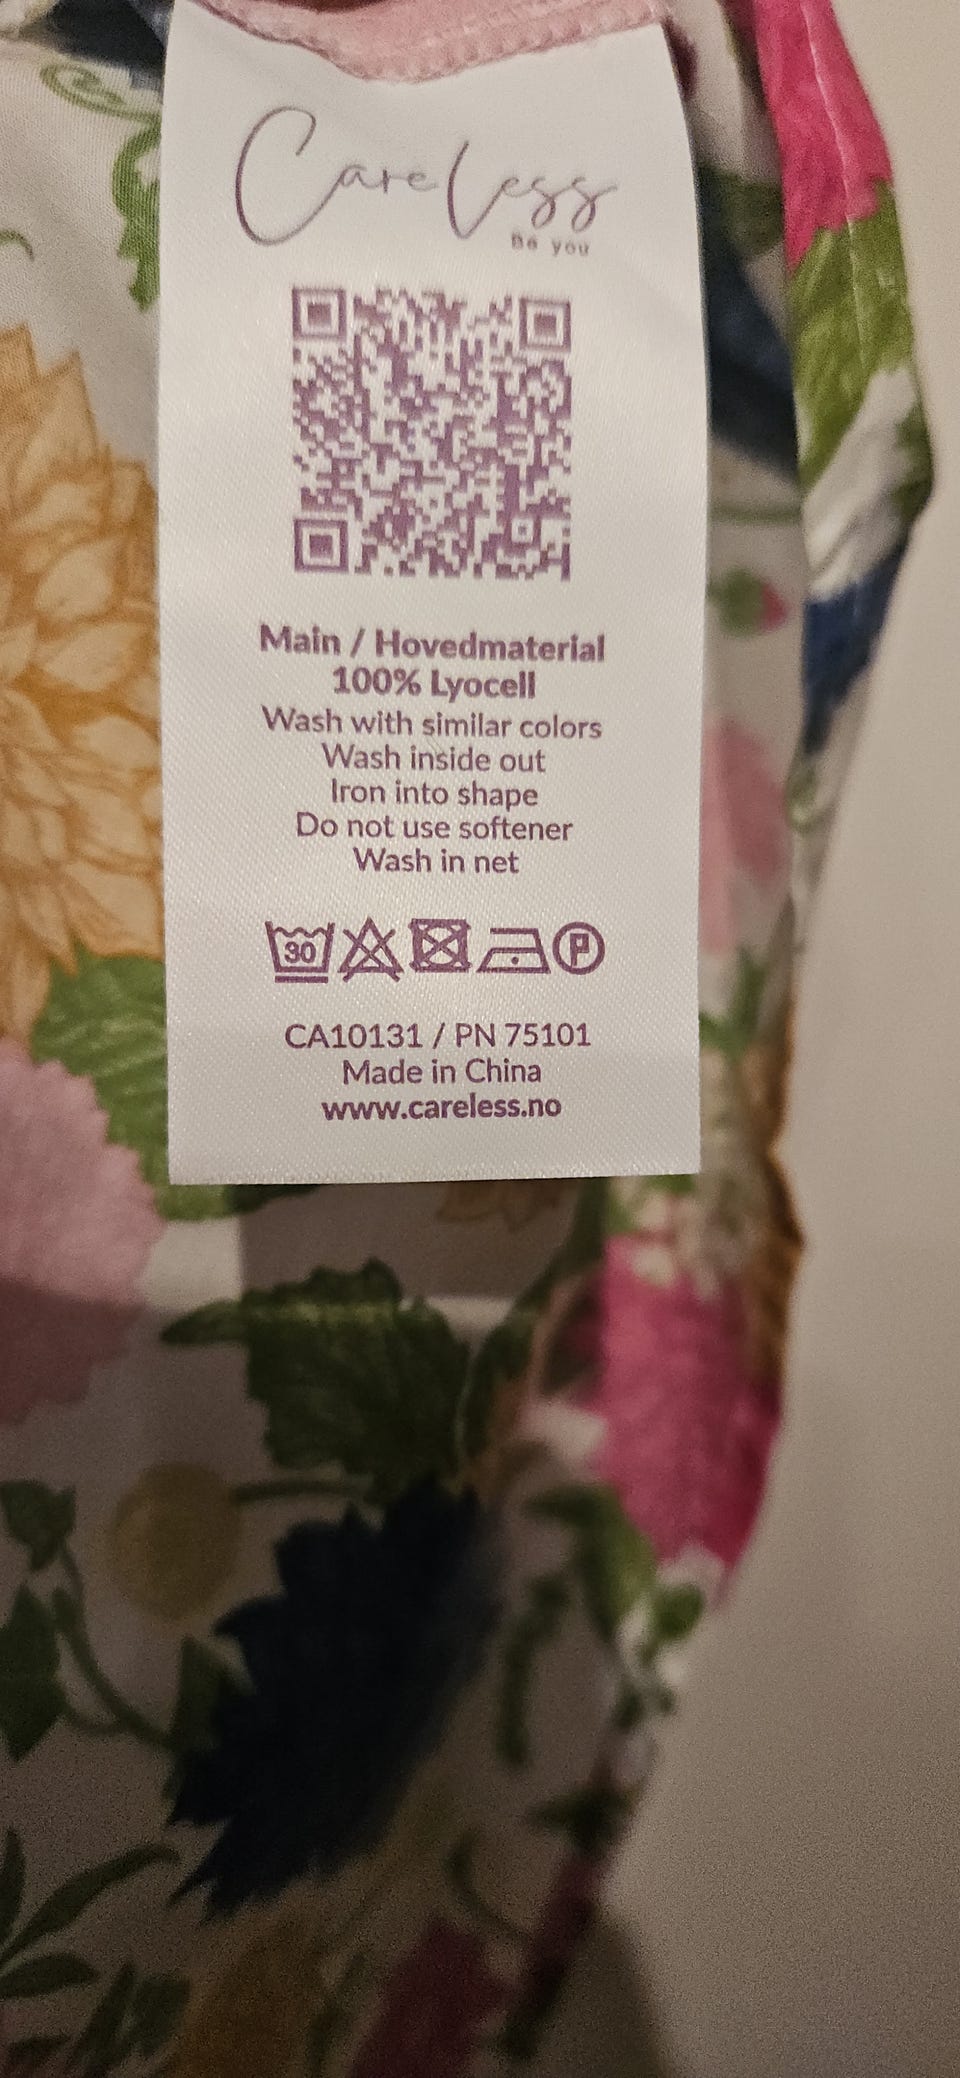 CareLess
Be you
Main / Hovedmaterial
100% Lyocell
Wash with similar colors
Wash inside out
Iron into shape
Do not use softener
Wash in net
30 P
CA10131 / PN 75101
Made in China
www.careless.no